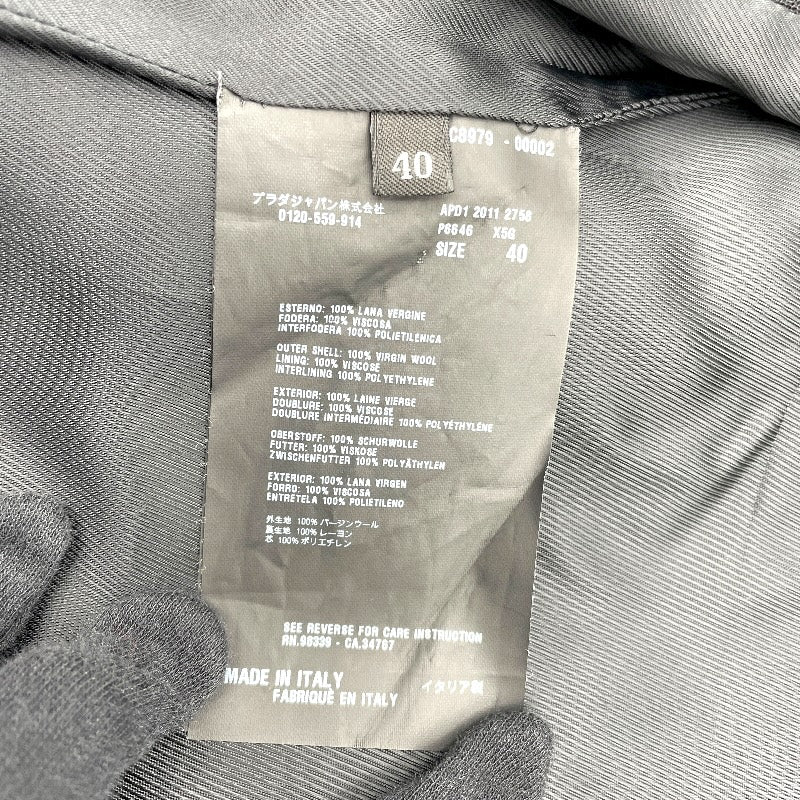 C8979 - 00002
40
プラダジャパン株式会社
0120-559-914
APD1 2011 2758
P6646 X5G
SIZE 40
ESTERNO: 100% LANA VERGINE
FODERA: 100% VISCOSA
INTERFODERA 100% POLIETILENICA
OUTER SHELL: 100% VIRGIN WOOL
LINING: 100% VISCOSE
INTERLINING 100% POLYETHYLENE
EXTERIOR: 100% LAINE VIERGE
DOUBLURE: 100% VISCOSE
DOUBLURE INTERMÉDIAIRE 100% POLYÉTHYLÉNE
OBERSTOFF: 100% SCHURWOLLE
FUTTER: 100% VISKOSE
ZWISCHENFUTTER 100% POLYÄTHYLEN
EXTERIOR: 100% LANA VIRGEN
FORRO: 100% VISCOSA
ENTRETELA 100% POLIETILENO
外生地 100% バージンウール
裏生地 100% レーヨン
芯 100% ポリエチレン
SEE REVERSE FOR CARE INSTRUCTION
RN.98339 - CA.34787
MADE IN ITALY
FABRIQUÉ EN ITALY
イタリア製